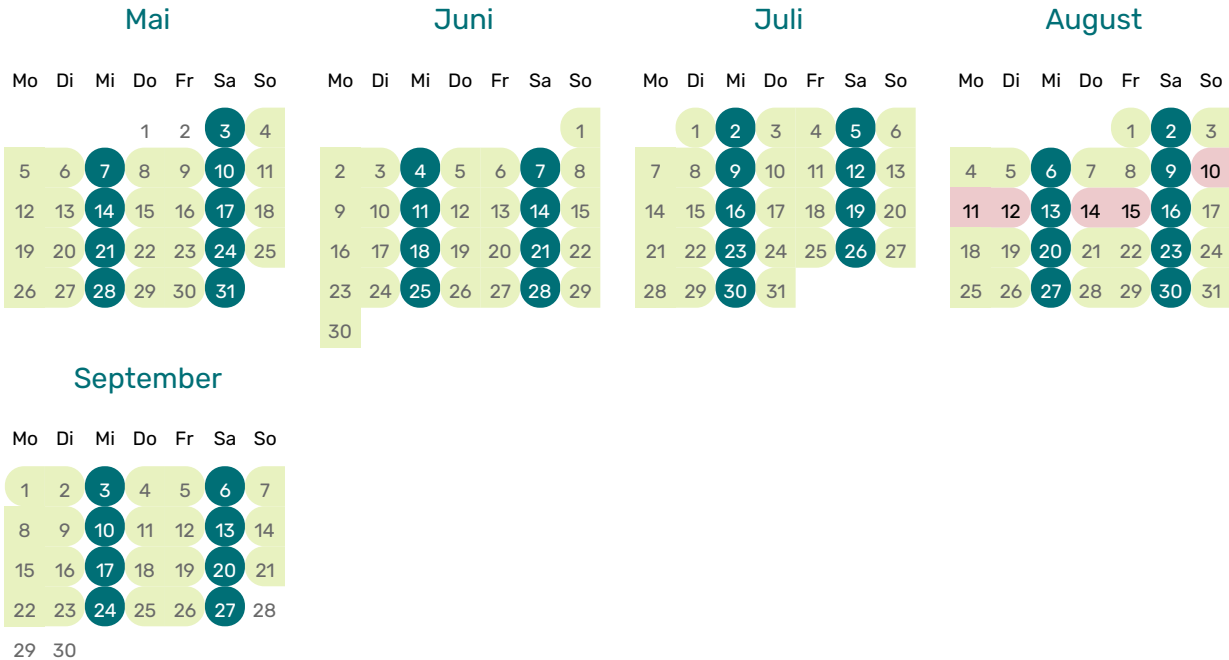 Mai Juni Juli August
Mo Di Mi Do Fr Sa So Mo Di Mi Do Fr Sa So Mo Di Mi Do Fr Sa So Mo Di Mi Do Fr Sa So
1 2 3 4 1 1 2 3 4 5 6 1 2 3
5 6 7 8 9 10 11 2 3 4 5 6 7 8 7 8 9 10 11 12 13 4 5 6 7 8 9 10
12 13 14 15 16 17 18 9 10 11 12 13 14 15 14 15 16 17 18 19 20 11 12 13 14 15 16 17
19 20 21 22 23 24 25 16 17 18 19 20 21 22 21 22 23 24 25 26 27 18 19 20 21 22 23 24
26 27 28 29 30 31 23 24 25 26 27 28 29 28 29 30 31 25 26 27 28 29 30 31
30
September
Mo Di Mi Do Fr Sa So
1 2 3 4 5 6 7
8 9 10 11 12 13 14
15 16 17 18 19 20 21
22 23 24 25 26 27 28
29 30